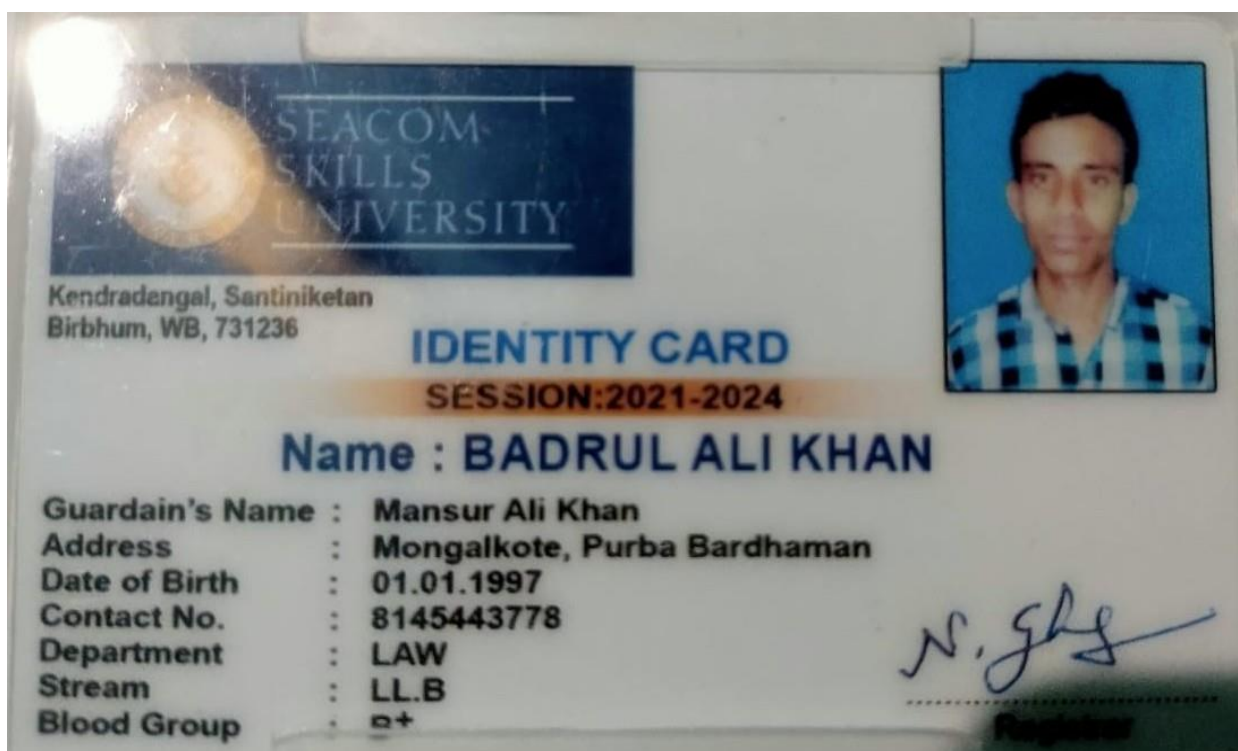 SEACOM
SKILLS
UNIVERSITY
Kendradangal, Santiniketan
Birbhum, WB, 731236
IDENTITY CARD
SESSION:2021-2024
Name : BADRUL ALI KHAN
Guardain's Name : Mansur Ali Khan
Address : Mongalkote, Purba Bardhaman
Date of Birth : 01.01.1997
Contact No. : 8145443778
Department : LAW
Stream : LL.B
Blood Group :
Registrar